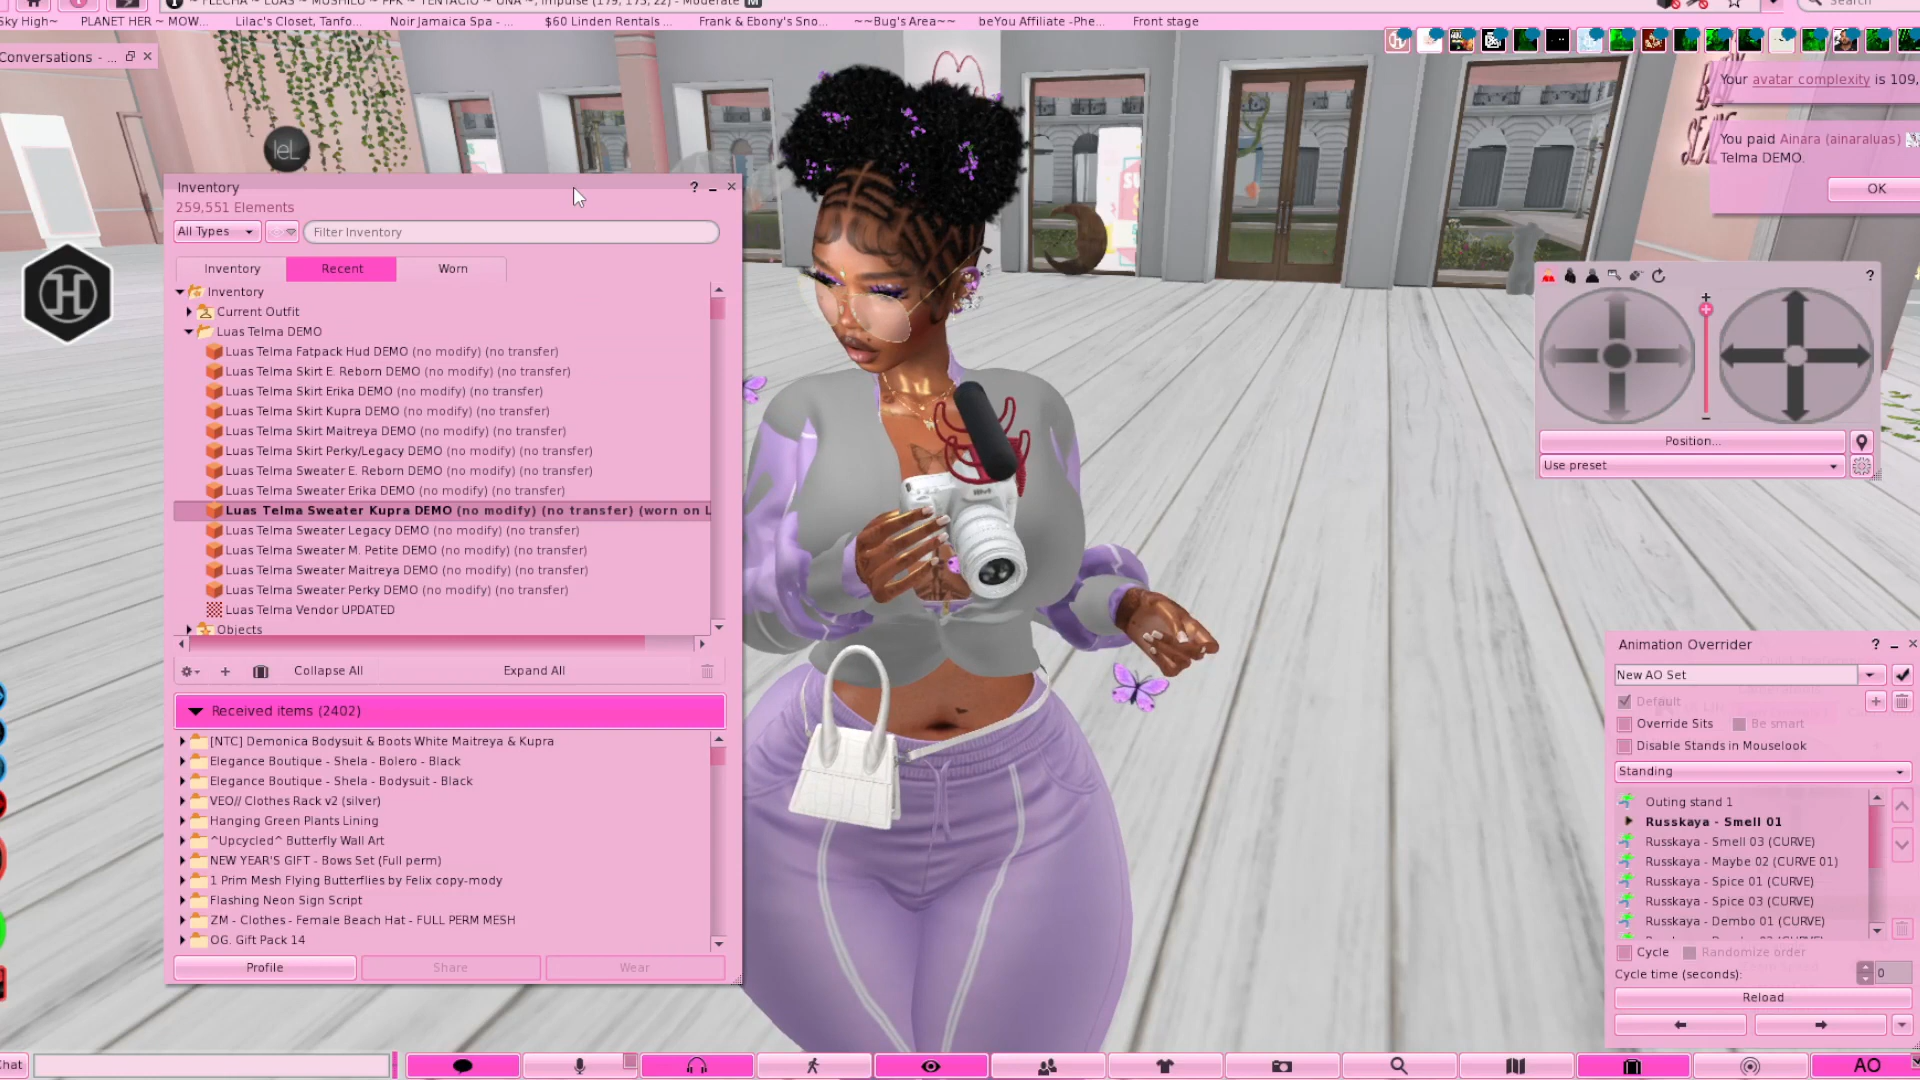 ~ FLECHA ~ LUAS ~ MUSHILU ~ PPK ~ TENTACIO ~ UNA ~, Impulse (179, 173, 22) - Moderate M
Search
Sky High~ PLANET HER ~ MOW... Lilac's Closet, Tanfo... Noir Jamaica Spa - ... $60 Linden Rentals ... Frank & Ebony's Sno... ~~Bug's Area~~ beYou Affiliate -Phe... Front stage
Conversations - ...
Your avatar complexity is 109,
You paid Ainara (ainaraluas)
Telma DEMO.
OK
leL
H
Inventory ?
259,551 Elements
All Types
Filter Inventory
Inventory Recent Worn
Inventory
Current Outfit
Luas Telma DEMO
Luas Telma Fatpack Hud DEMO (no modify) (no transfer)
Luas Telma Skirt E. Reborn DEMO (no modify) (no transfer)
Luas Telma Skirt Erika DEMO (no modify) (no transfer)
Luas Telma Skirt Kupra DEMO (no modify) (no transfer)
Luas Telma Skirt Maitreya DEMO (no modify) (no transfer)
Luas Telma Skirt Perky/Legacy DEMO (no modify) (no transfer)
Luas Telma Sweater E. Reborn DEMO (no modify) (no transfer)
Luas Telma Sweater Erika DEMO (no modify) (no transfer)
Luas Telma Sweater Kupra DEMO (no modify) (no transfer) (worn on L
Luas Telma Sweater Legacy DEMO (no modify) (no transfer)
Luas Telma Sweater M. Petite DEMO (no modify) (no transfer)
Luas Telma Sweater Maitreya DEMO (no modify) (no transfer)
Luas Telma Sweater Perky DEMO (no modify) (no transfer)
Luas Telma Vendor UPDATED
Objects
Collapse All Expand All
Received items (2402)
[NTC] Demonica Bodysuit & Boots White Maitreya & Kupra
Elegance Boutique - Shela - Bolero - Black
Elegance Boutique - Shela - Bodysuit - Black
VEO// Clothes Rack v2 (silver)
Hanging Green Plants Lining
^Upcycled^ Butterfly Wall Art
NEW YEAR'S GIFT - Bows Set (Full perm)
1 Prim Mesh Flying Butterflies by Felix copy-mody
Flashing Neon Sign Script
ZM - Clothes - Female Beach Hat - FULL PERM MESH
OG. Gift Pack 14
Profile Share Wear
?
Position...
Use preset
Animation Overrider ?
New AO Set
Default
Override Sits Be smart
Disable Stands in Mouselook
Standing
Outing stand 1
Russkaya - Smell 01
Russkaya - Smell 03 (CURVE)
Russkaya - Maybe 02 (CURVE 01)
Russkaya - Spice 01 (CURVE)
Russkaya - Spice 03 (CURVE)
Russkaya - Dembo 01 (CURVE)
Cycle Randomize order
Cycle time (seconds): 0
Reload
Chat
AO